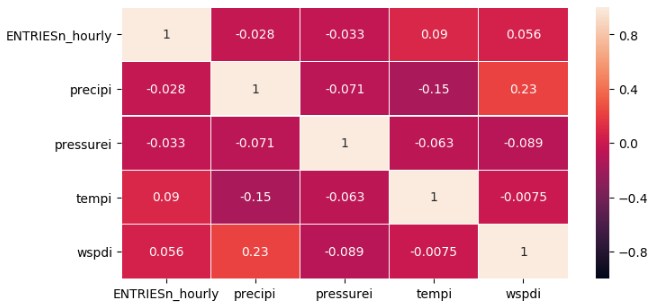 ENTRIESn_hourly 1 -0.028 -0.033 0.09 0.056
precipi -0.028 1 -0.071 -0.15 0.23
pressurei -0.033 -0.071 1 -0.063 -0.089
tempi 0.09 -0.15 -0.063 1 -0.0075
wspdi 0.056 0.23 -0.089 -0.0075 1
ENTRIESn_hourly precipi pressurei tempi wspdi
0.8
0.4
0.0
−0.4
−0.8